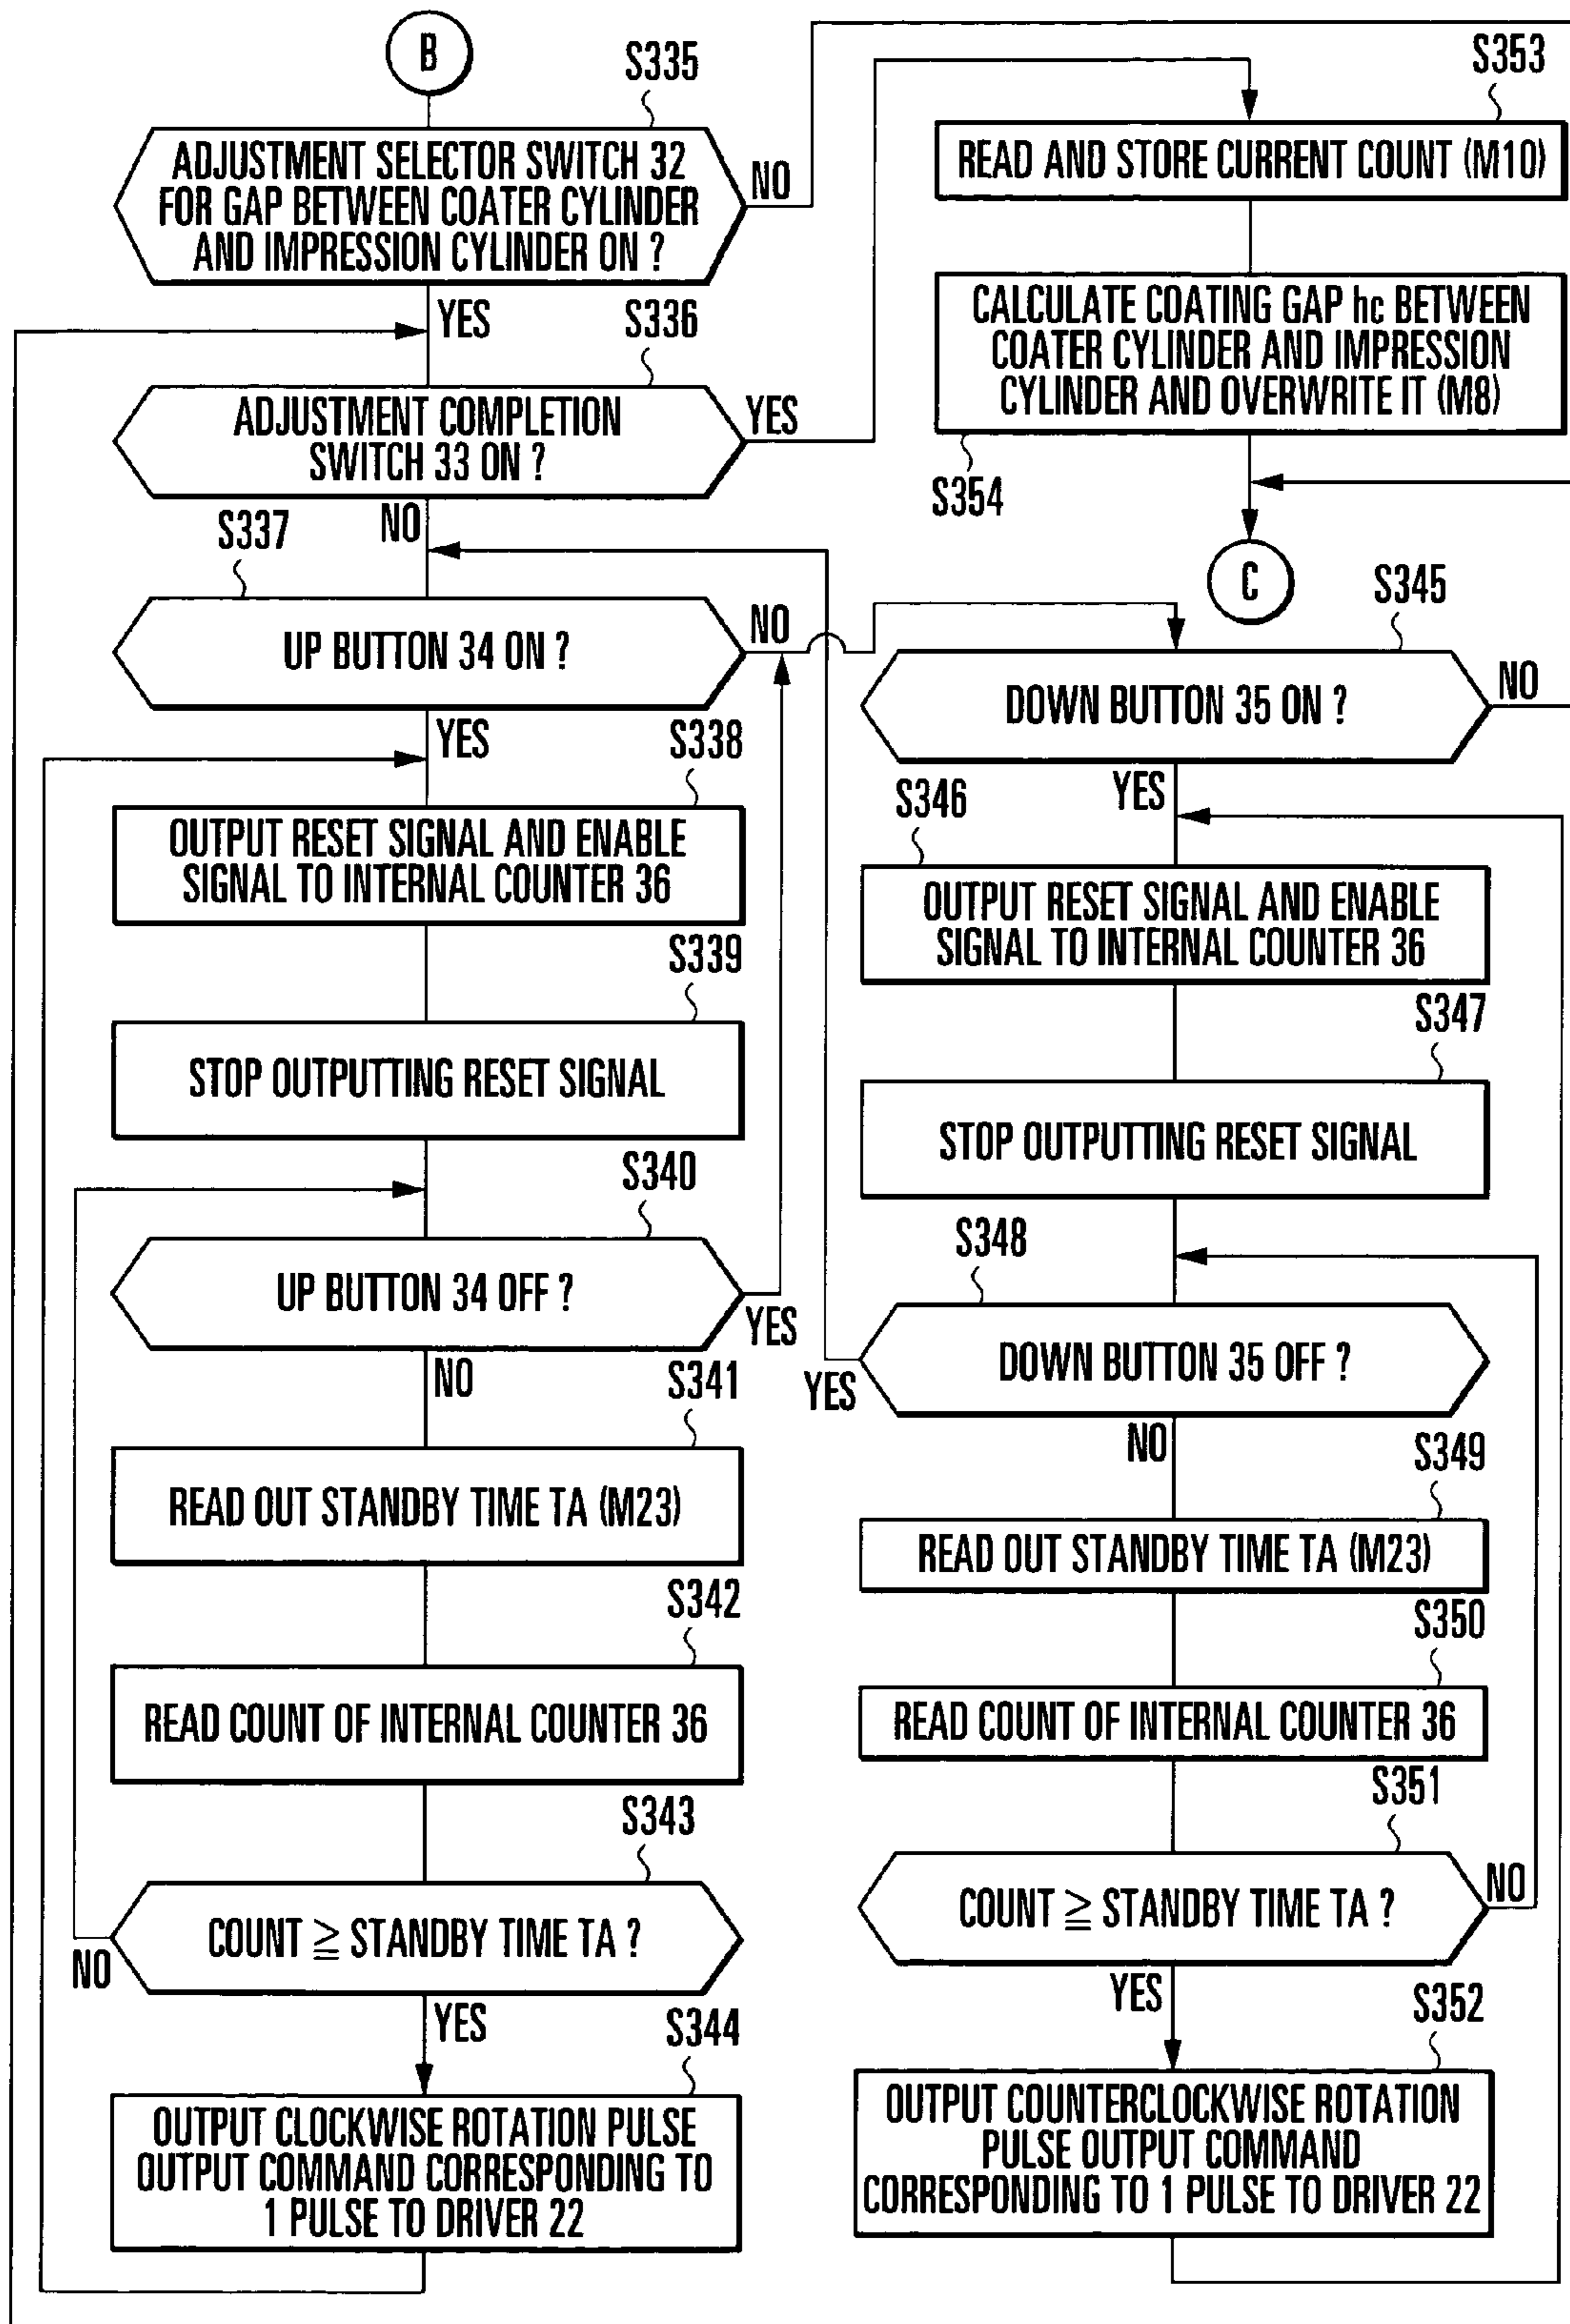 B
S335
ADJUSTMENT SELECTOR SWITCH 32
FOR GAP BETWEEN COATER CYLINDER
AND IMPRESSION CYLINDER ON ?
NO
YES
S336
ADJUSTMENT COMPLETION
SWITCH 33 ON ?
YES
NO
S337
UP BUTTON 34 ON ?
NO
YES
S338
OUTPUT RESET SIGNAL AND ENABLE
SIGNAL TO INTERNAL COUNTER 36
S339
STOP OUTPUTTING RESET SIGNAL
S340
UP BUTTON 34 OFF ?
YES
NO
S341
READ OUT STANDBY TIME TA (M23)
S342
READ COUNT OF INTERNAL COUNTER 36
S343
COUNT ≧ STANDBY TIME TA ?
NO
YES
S344
OUTPUT CLOCKWISE ROTATION PULSE
OUTPUT COMMAND CORRESPONDING TO
1 PULSE TO DRIVER 22
S353
READ AND STORE CURRENT COUNT (M10)
CALCULATE COATING GAP hc BETWEEN
COATER CYLINDER AND IMPRESSION
CYLINDER AND OVERWRITE IT (M8)
S354
C
S345
DOWN BUTTON 35 ON ?
NO
YES
S346
OUTPUT RESET SIGNAL AND ENABLE
SIGNAL TO INTERNAL COUNTER 36
S347
STOP OUTPUTTING RESET SIGNAL
S348
DOWN BUTTON 35 OFF ?
YES
NO
S349
READ OUT STANDBY TIME TA (M23)
S350
READ COUNT OF INTERNAL COUNTER 36
S351
COUNT ≧ STANDBY TIME TA ?
NO
YES
S352
OUTPUT COUNTERCLOCKWISE ROTATION
PULSE OUTPUT COMMAND
CORRESPONDING TO 1 PULSE TO DRIVER 22